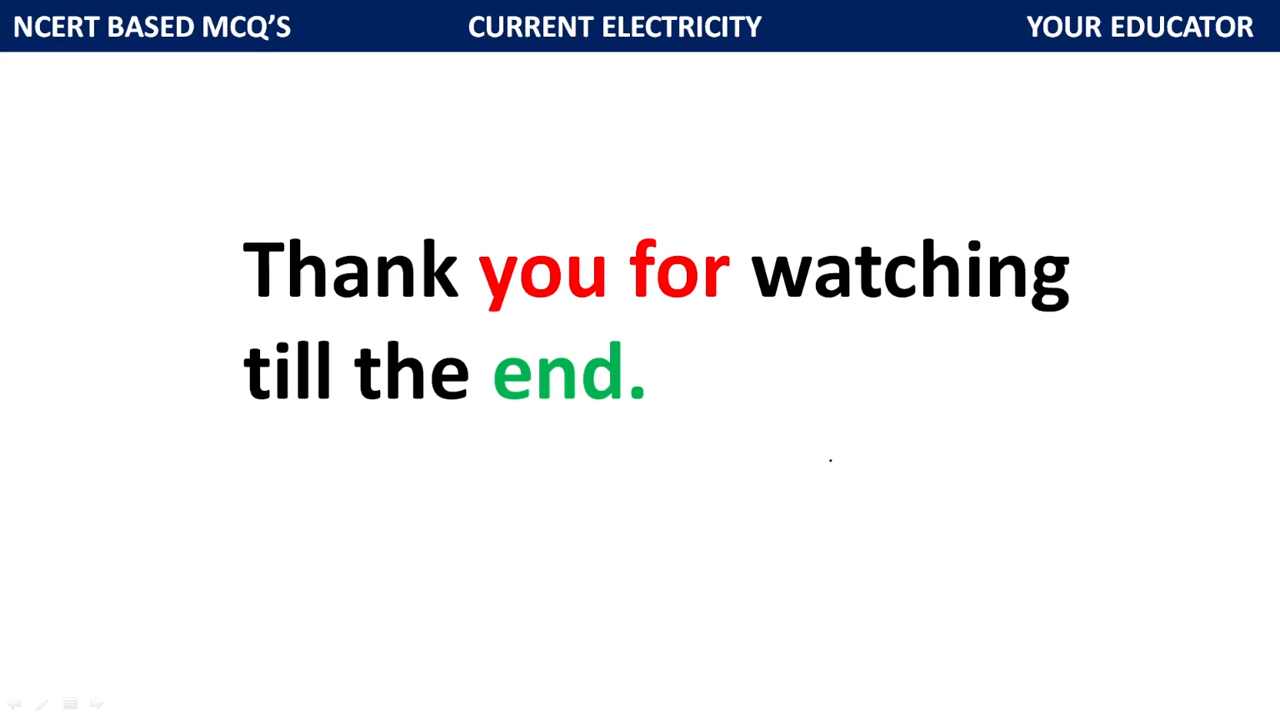 NCERT BASED MCQ’S CURRENT ELECTRICITY YOUR EDUCATOR
Thank you for watching
till the end.